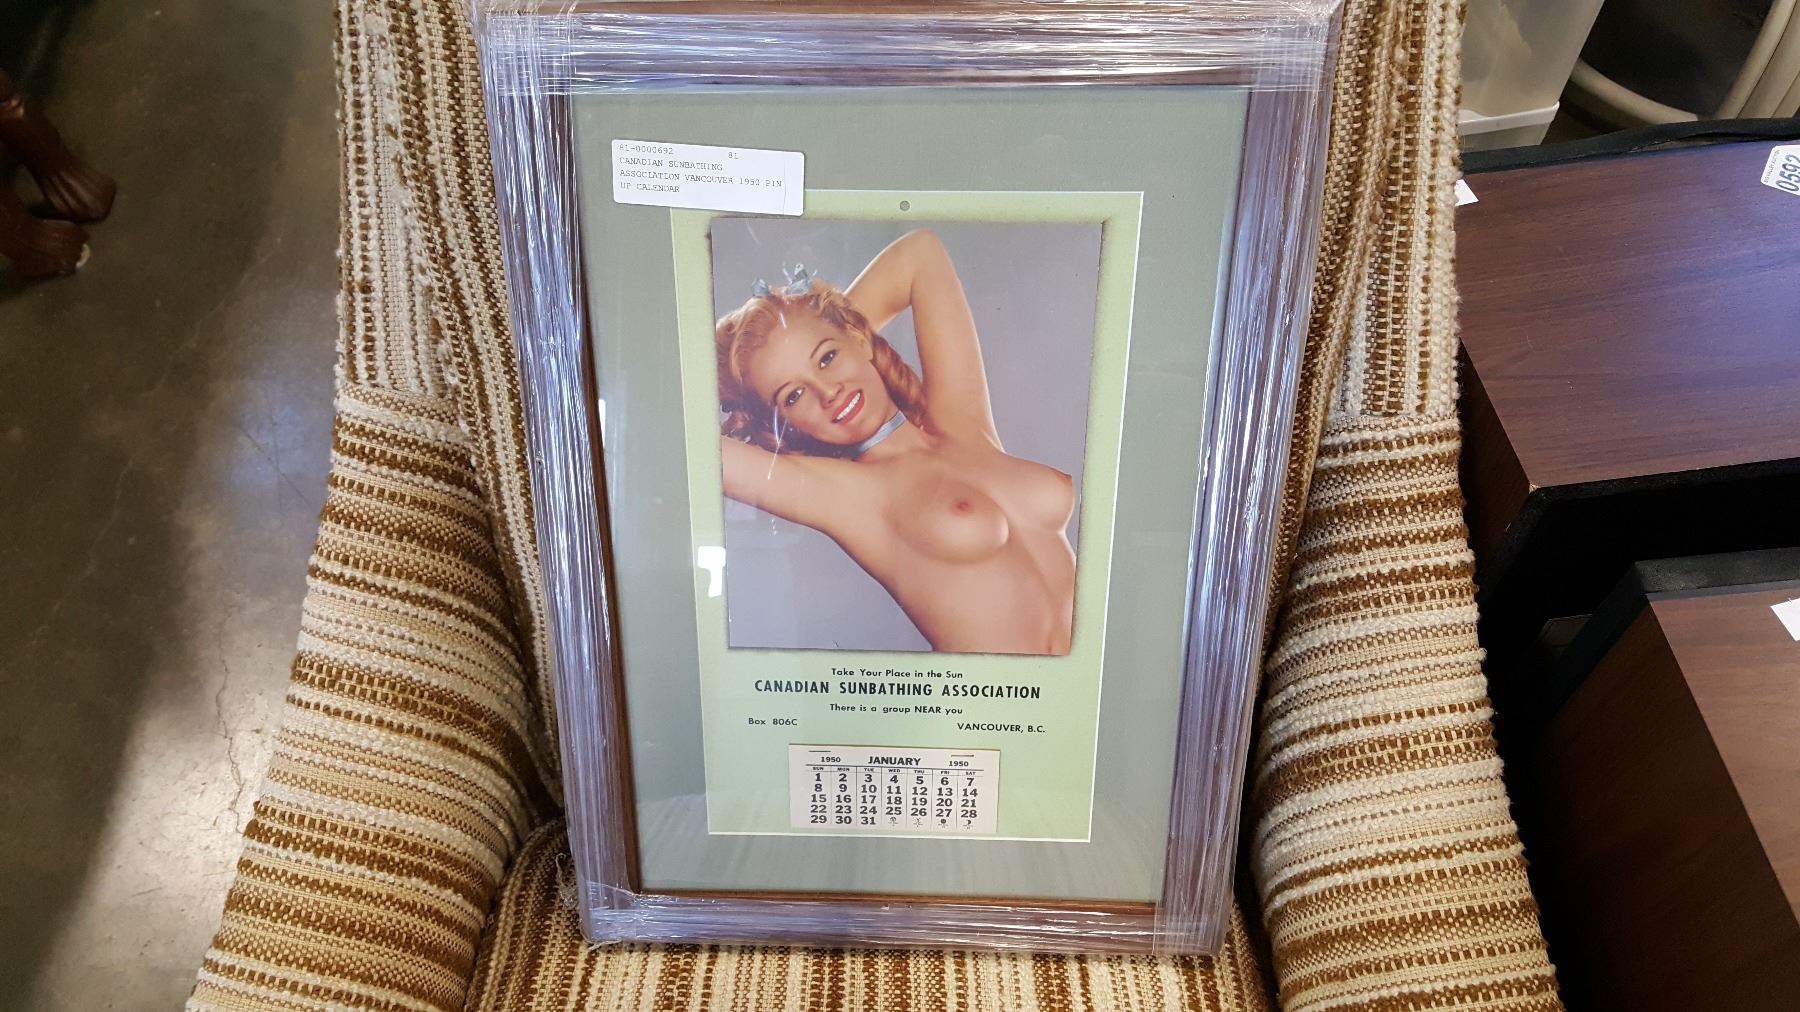 81-0000692 81
CANADIAN SUNBATHING
ASSOCIATION VANCOUVER 1950 PIN
UP CALENDAR
Take Your Place in the Sun
CANADIAN SUNBATHING ASSOCIATION
There is a group NEAR you
Box 806C VANCOUVER, B.C.
1950 JANUARY 1950
SUN MON TUE WED THU FRI SAT
1 2 3 4 5 6 7
8 9 10 11 12 13 14
15 16 17 18 19 20 21
22 23 24 25 26 27 28
29 30 31
0592